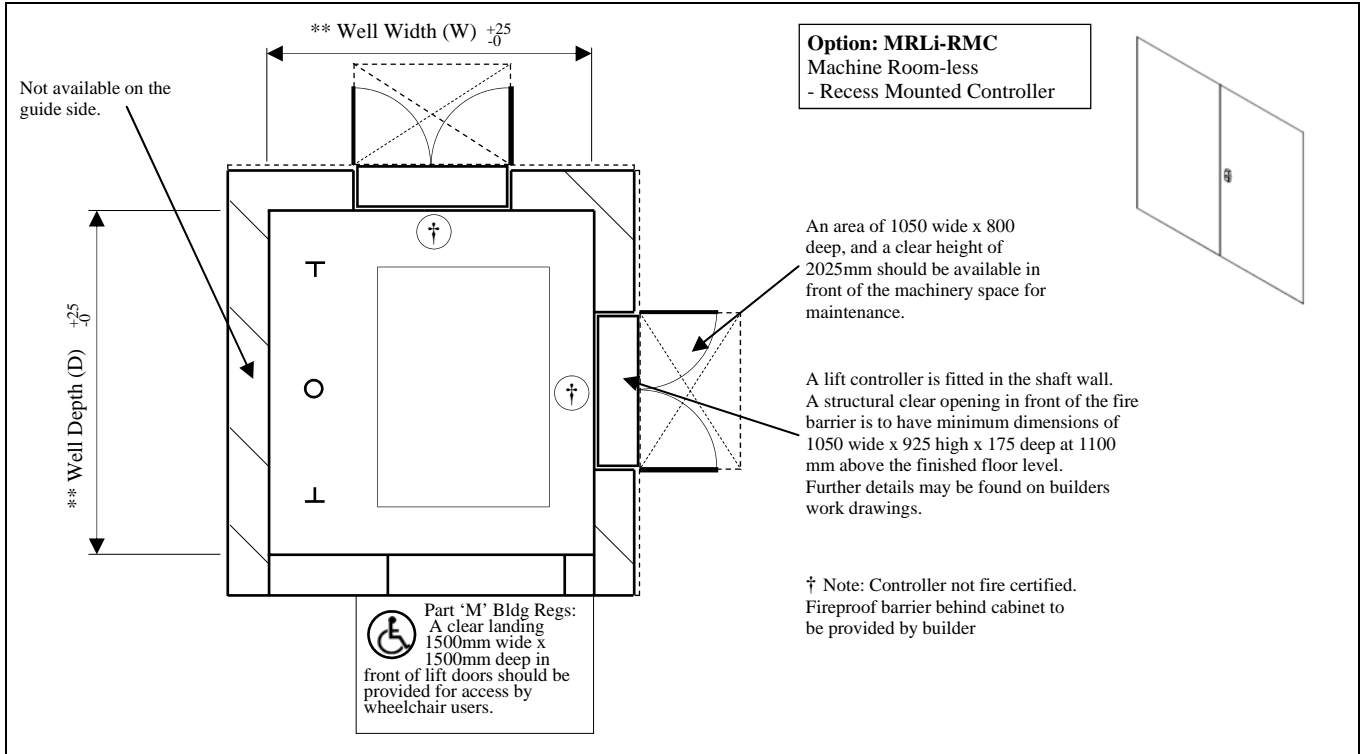 ** Well Width (W) +25
-0
Option: MRLi-RMC
Machine Room-less
- Recess Mounted Controller
Not available on the
guide side.
An area of 1050 wide x 800
deep, and a clear height of
2025mm should be available in
front of the machinery space for
maintenance.
** Well Depth (D) +25
-0
†
†
A lift controller is fitted in the shaft wall.
A structural clear opening in front of the fire
barrier is to have minimum dimensions of
1050 wide x 925 high x 175 deep at 1100
mm above the finished floor level.
Further details may be found on builders
work drawings.
† Note: Controller not fire certified.
Fireproof barrier behind cabinet to
be provided by builder
Part ‘M’ Bldg Regs:
A clear landing
1500mm wide x
1500mm deep in
front of lift doors should be
provided for access by
wheelchair users.